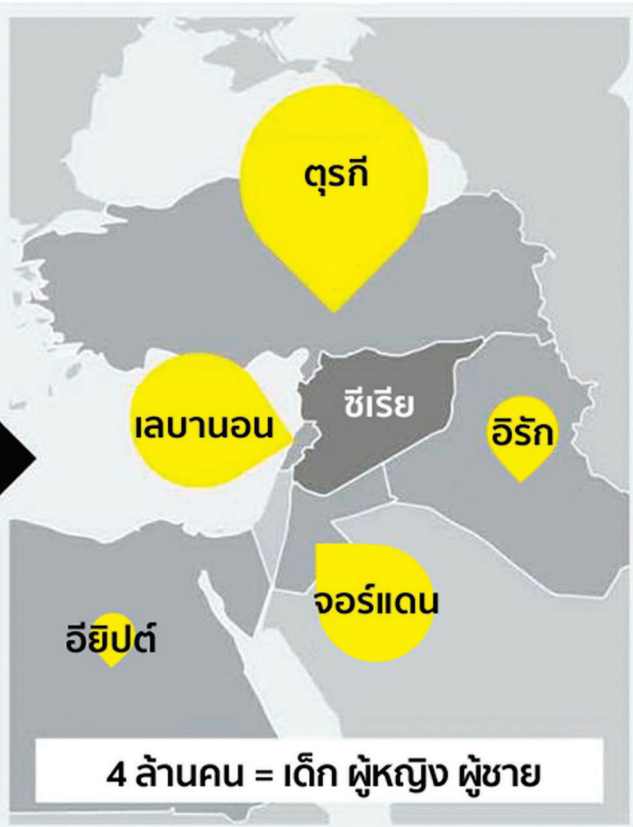 ตุรกี
ซีเรีย
เลบานอน
อิรัก
จอร์แดน
อียิปต์
4 ล้านคน = เด็ก ผู้หญิง ผู้ชาย